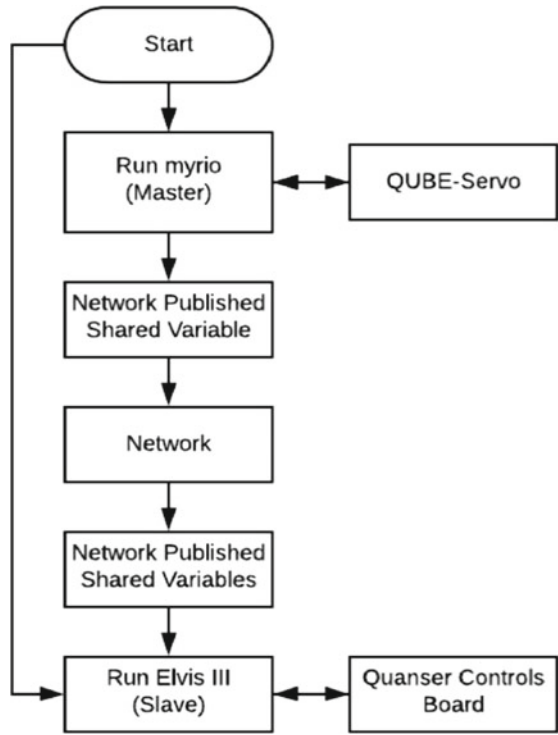 Start
Run myrio
(Master)
QUBE-Servo
Network Published
Shared Variable
Network
Network Published
Shared Variables
Run Elvis III
(Slave)
Quanser Controls
Board